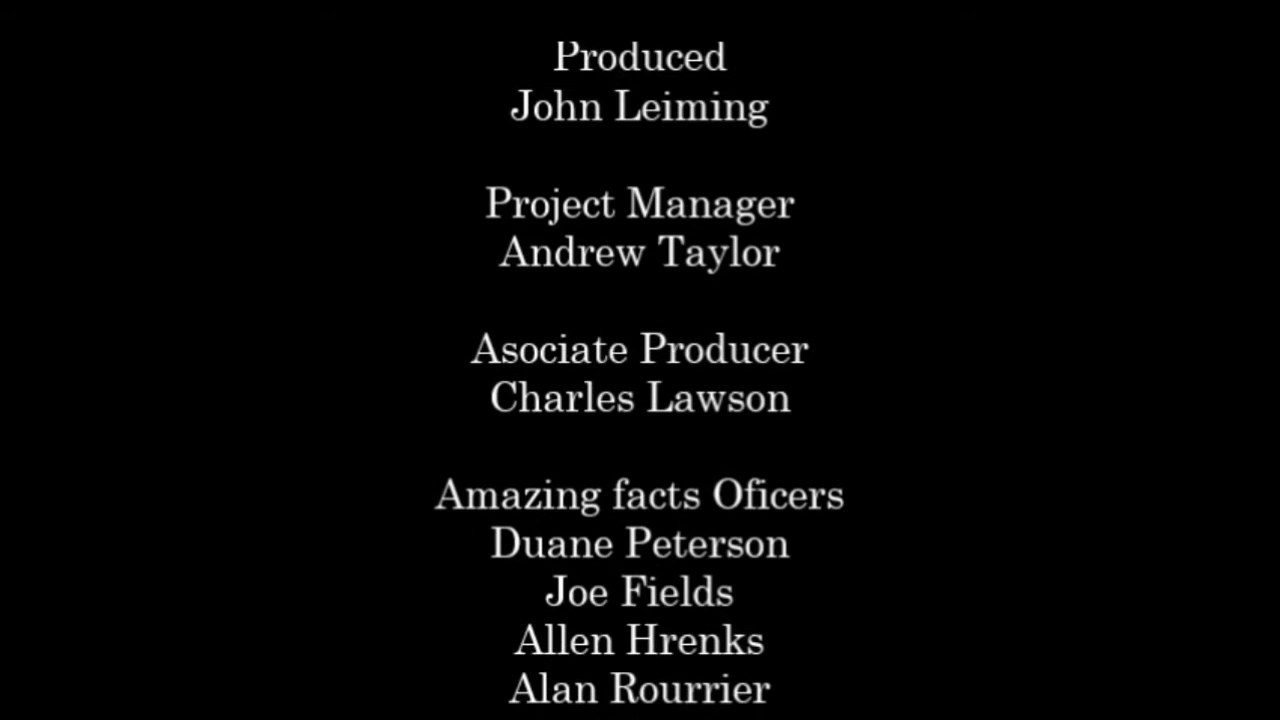 Produced
John Leiming
Project Manager
Andrew Taylor
Asociate Producer
Charles Lawson
Amazing facts Oficers
Duane Peterson
Joe Fields
Allen Hrenks
Alan Rourrier